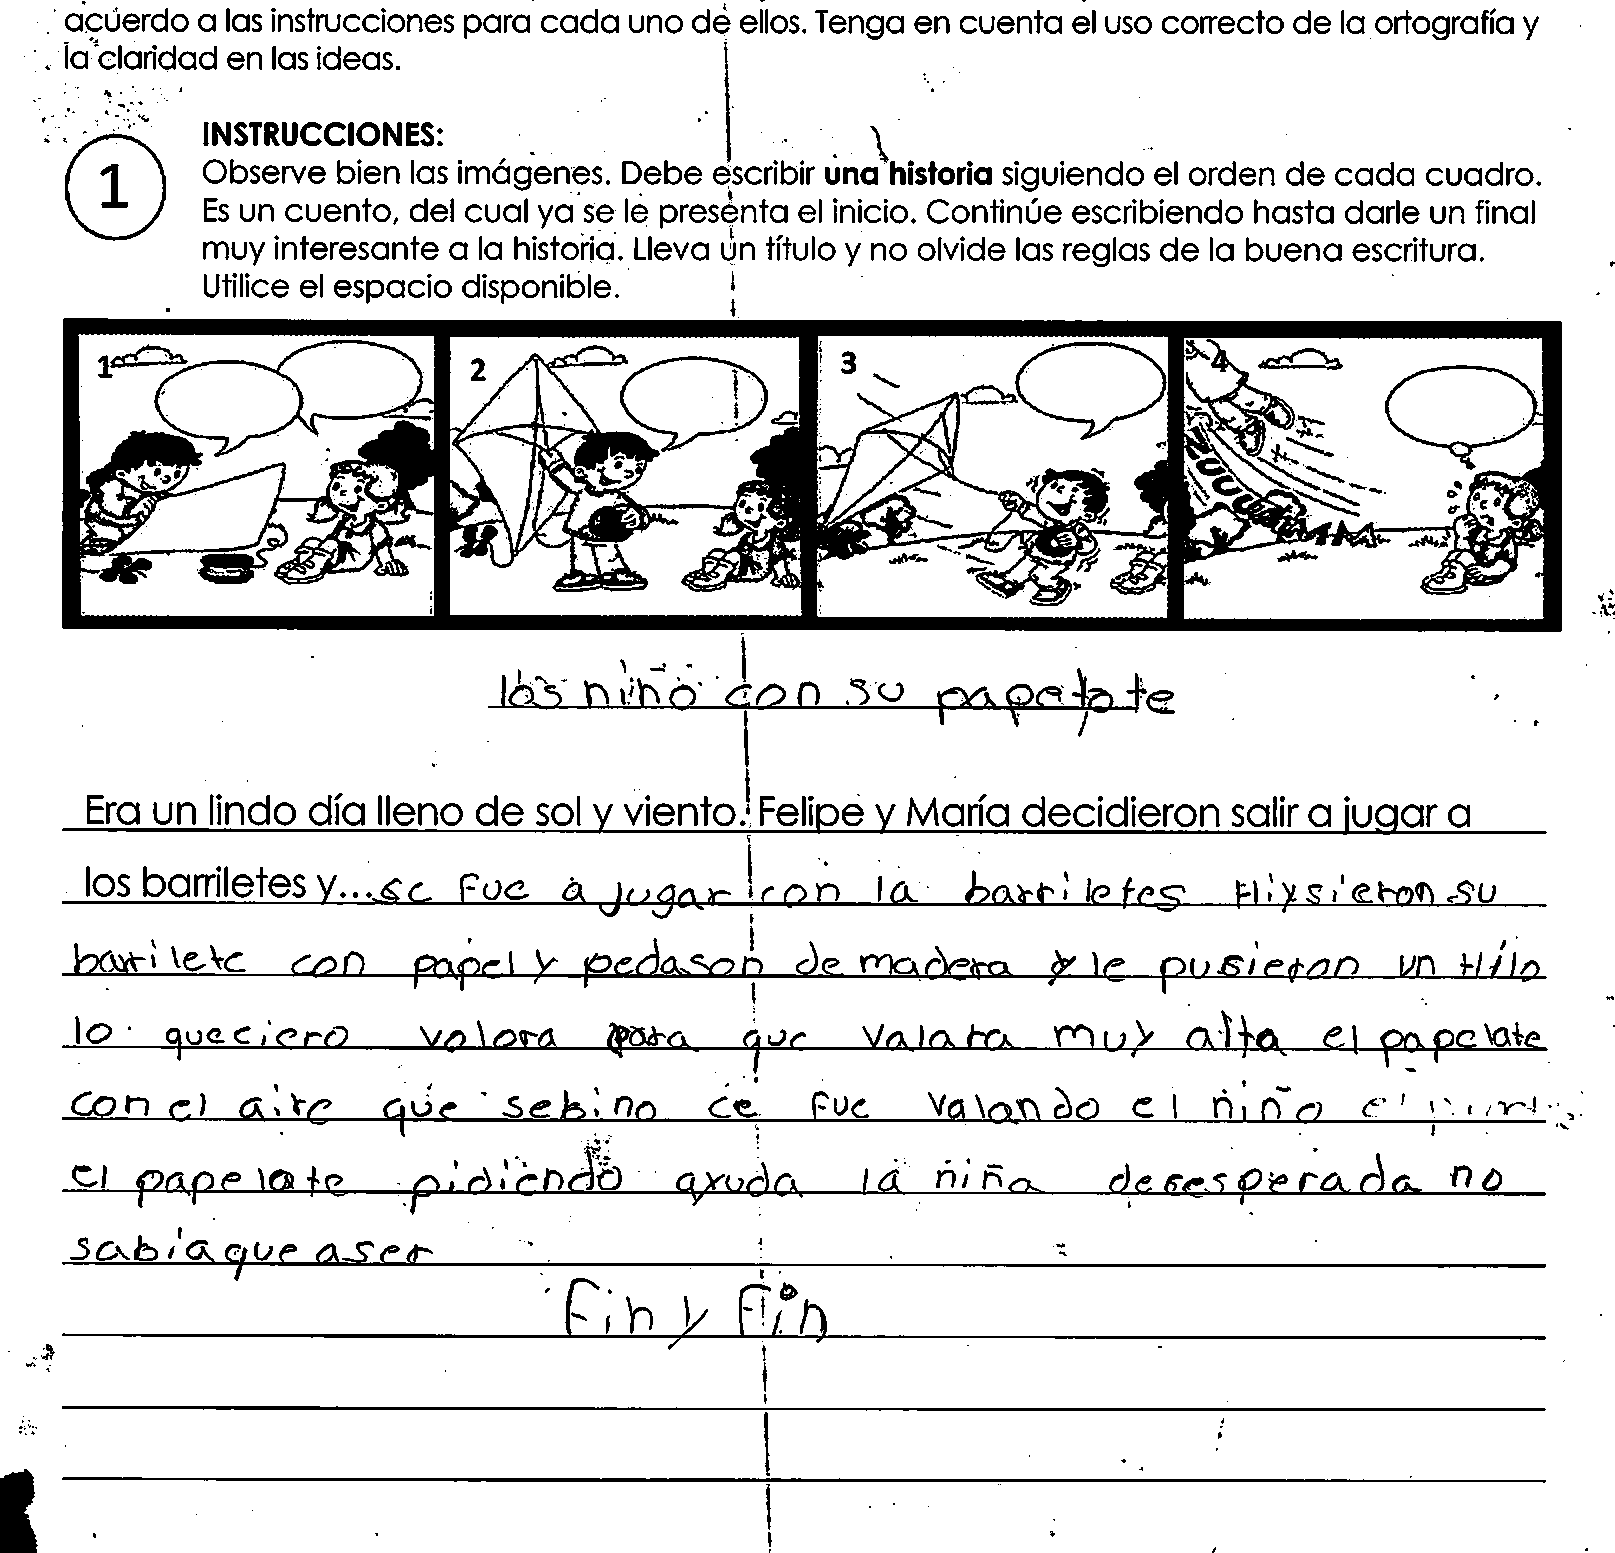 acuerdo a las instrucciones para cada uno de ellos. Tenga en cuenta el uso correcto de la ortografía y
la claridad en las ideas.
INSTRUCCIONES:
1
Observe bien las imágenes. Debe escribir una historia siguiendo el orden de cada cuadro.
Es un cuento, del cual ya se le presenta el inicio. Continúe escribiendo hasta darle un final
muy interesante a la historia. Lleva un título y no olvide las reglas de la buena escritura.
Utilice el espacio disponible.
1 2 3 4
los niño con su papelote
Era un lindo día lleno de sol y viento. Felipe y María decidieron salir a jugar a
los barriletes y...se fue a jugar con la barriletes Hiysieron su
barrilete con papel y pedason de madera y le pusieron un Hilo
lo queciero volora para que valara muy alta el papelate
con el aire que sebino ce fue valando el niño
el papelate pidiendo ayuda la niña desesperada no
sabia que aser
Fin y Fin